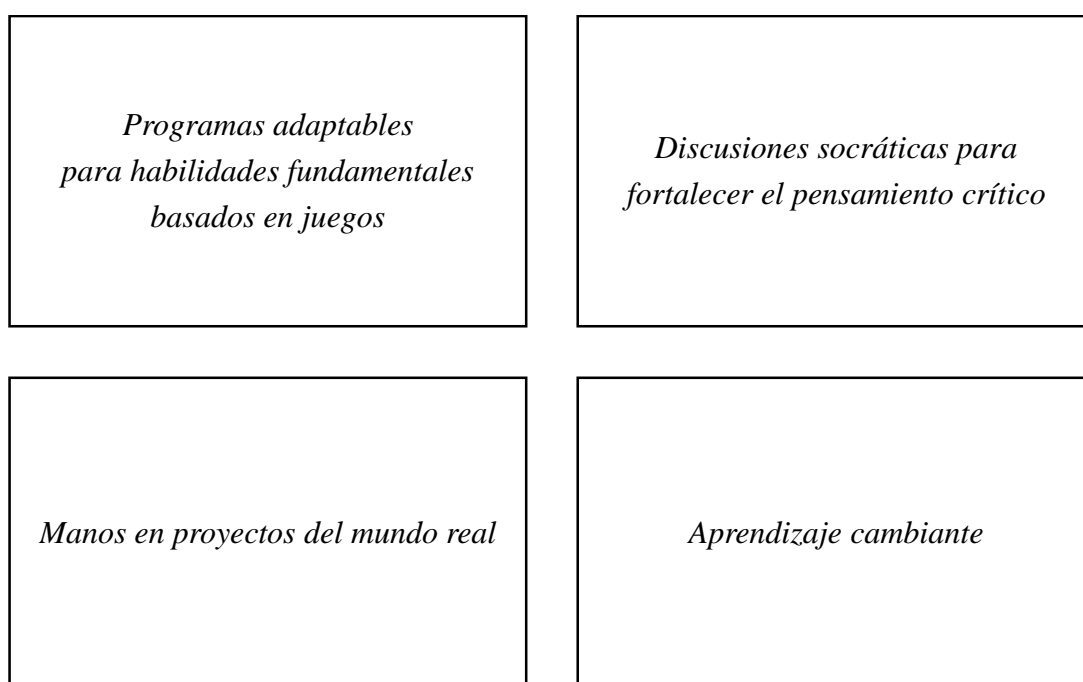 Programas adaptables
para habilidades fundamentales
basados en juegos
Discusiones socráticas para
fortalecer el pensamiento crítico
Manos en proyectos del mundo real
Aprendizaje cambiante